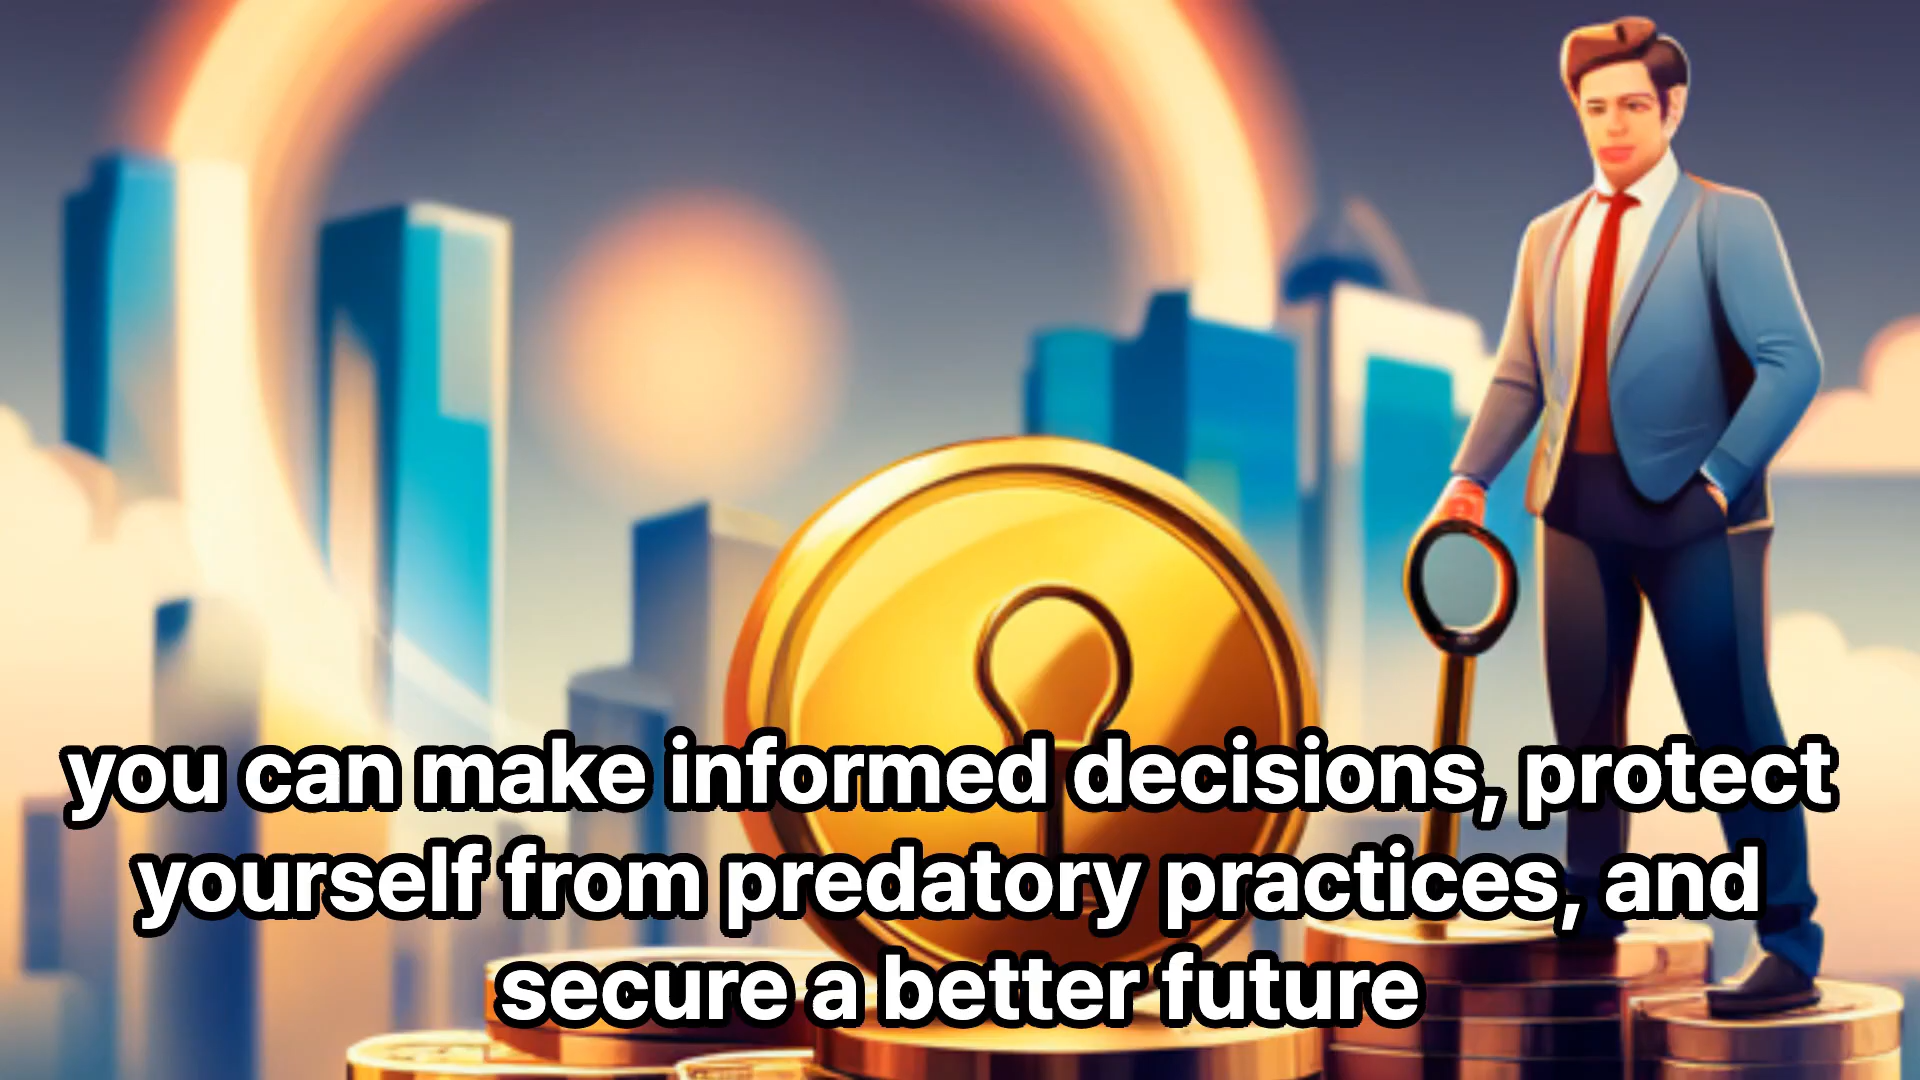 you can make informed decisions, protect
yourself from predatory practices, and
secure a better future